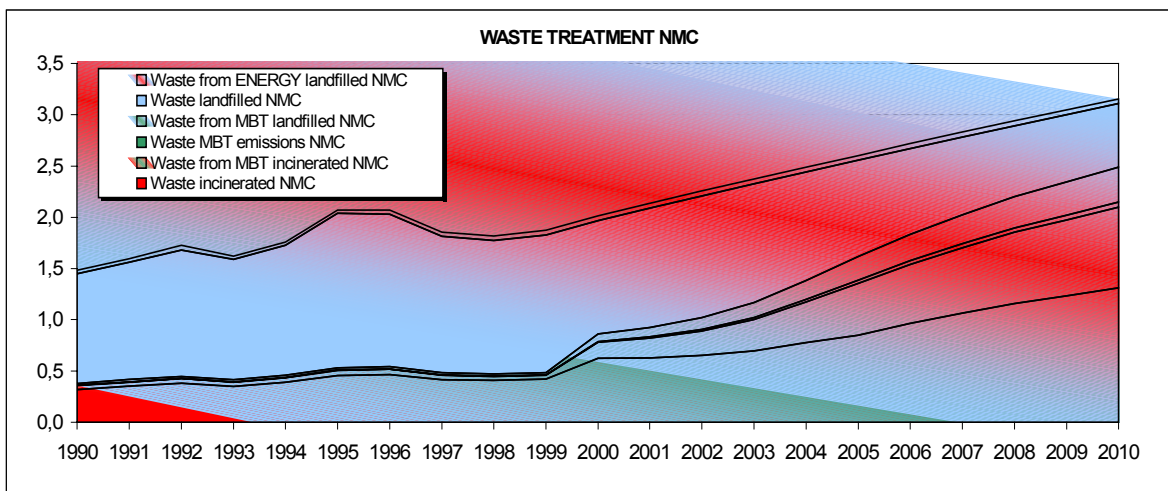 WASTE TREATMENT NMC
3,5
3,0
2,5
2,0
1,5
1,0
0,5
0,0
Waste from ENERGY landfilled NMC
Waste landfilled NMC
Waste from MBT landfilled NMC
Waste MBT emissions NMC
Waste from MBT incinerated NMC
Waste incinerated NMC
1990 1991 1992 1993 1994 1995 1996 1997 1998 1999 2000 2001 2002 2003 2004 2005 2006 2007 2008 2009 2010